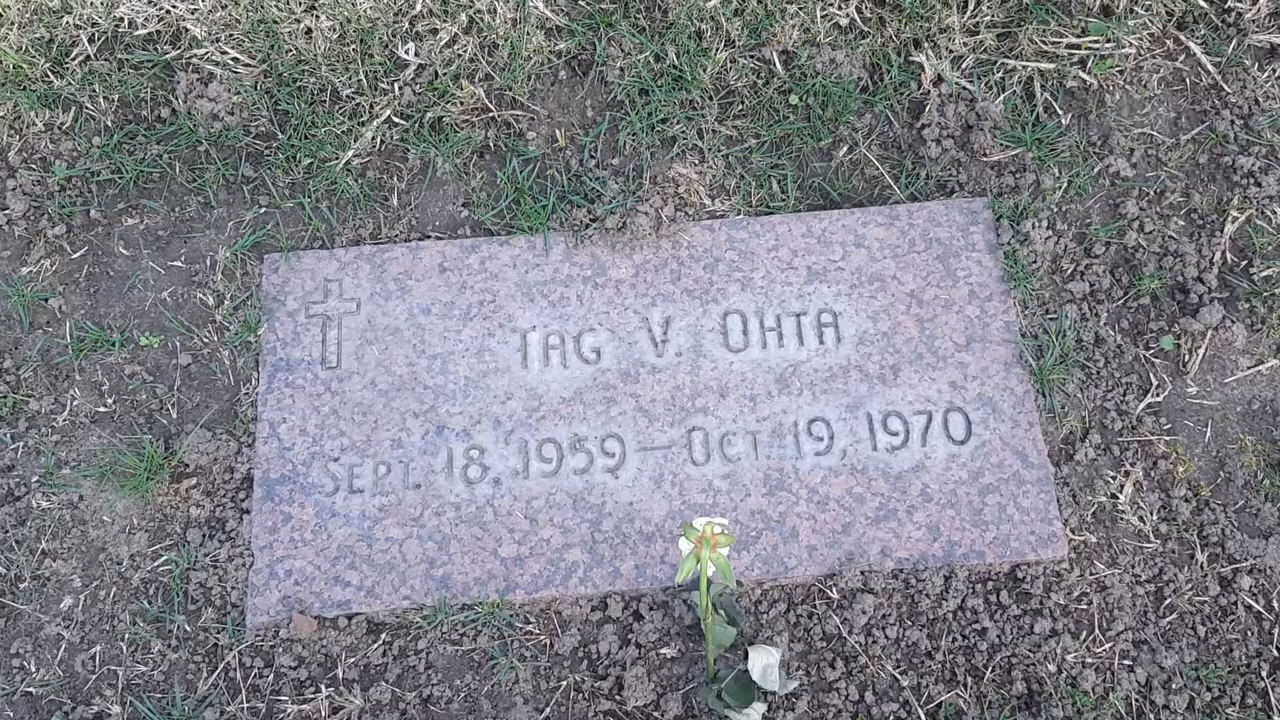 TAG V. OHTA
SEPT. 18, 1959 — OCT 19, 1970